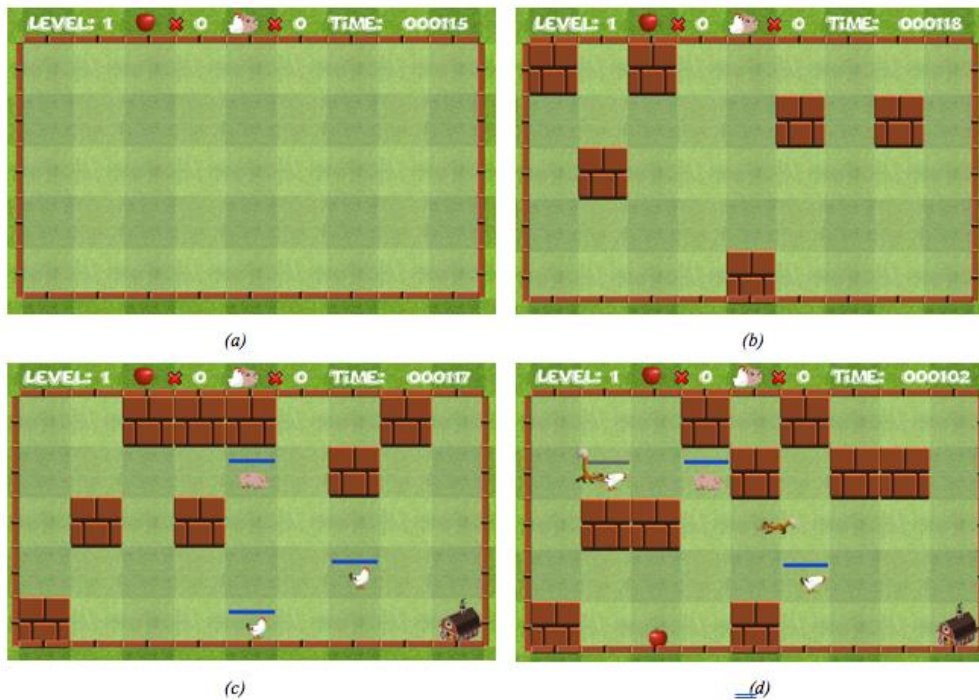 LEVEL: 1 × 0 × 0 TIME: 000115
LEVEL: 1 × 0 × 0 TIME: 000118
(a)
(b)
LEVEL: 1 × 0 × 0 TIME: 000117
LEVEL: 1 × 0 × 0 TIME: 000102
(c)
(d)